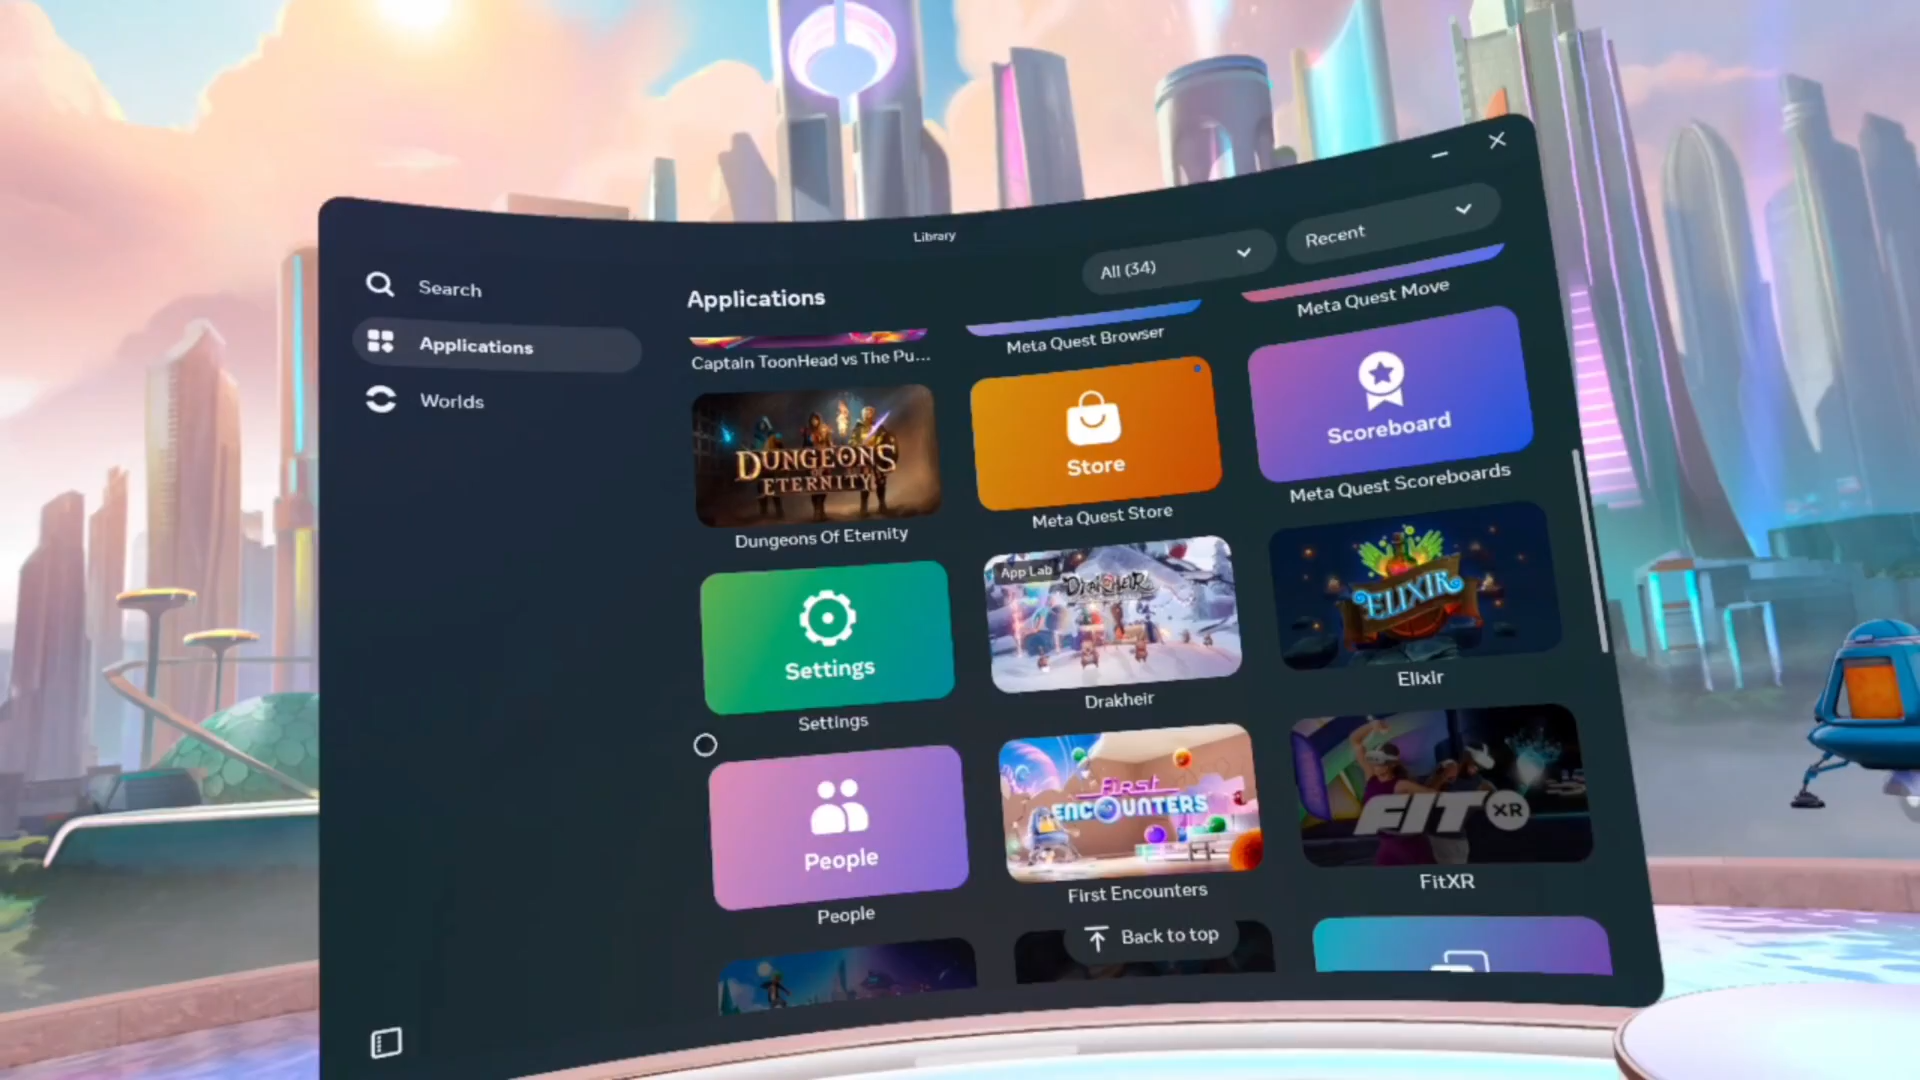 Library
Search
Applications
Worlds
Applications
All (34)
Recent
Captain ToonHead vs The Pu...
Meta Quest Browser
Meta Quest Move
DUNGEONS
OF
ETERNITY
Dungeons Of Eternity
Store
Meta Quest Store
Scoreboard
Meta Quest Scoreboards
Settings
Settings
App Lab
DRAKHEIR
Drakheir
ELIXIR
Elixir
People
People
FIRST
ENCOUNTERS
First Encounters
FIT XR
FitXR
Back to top